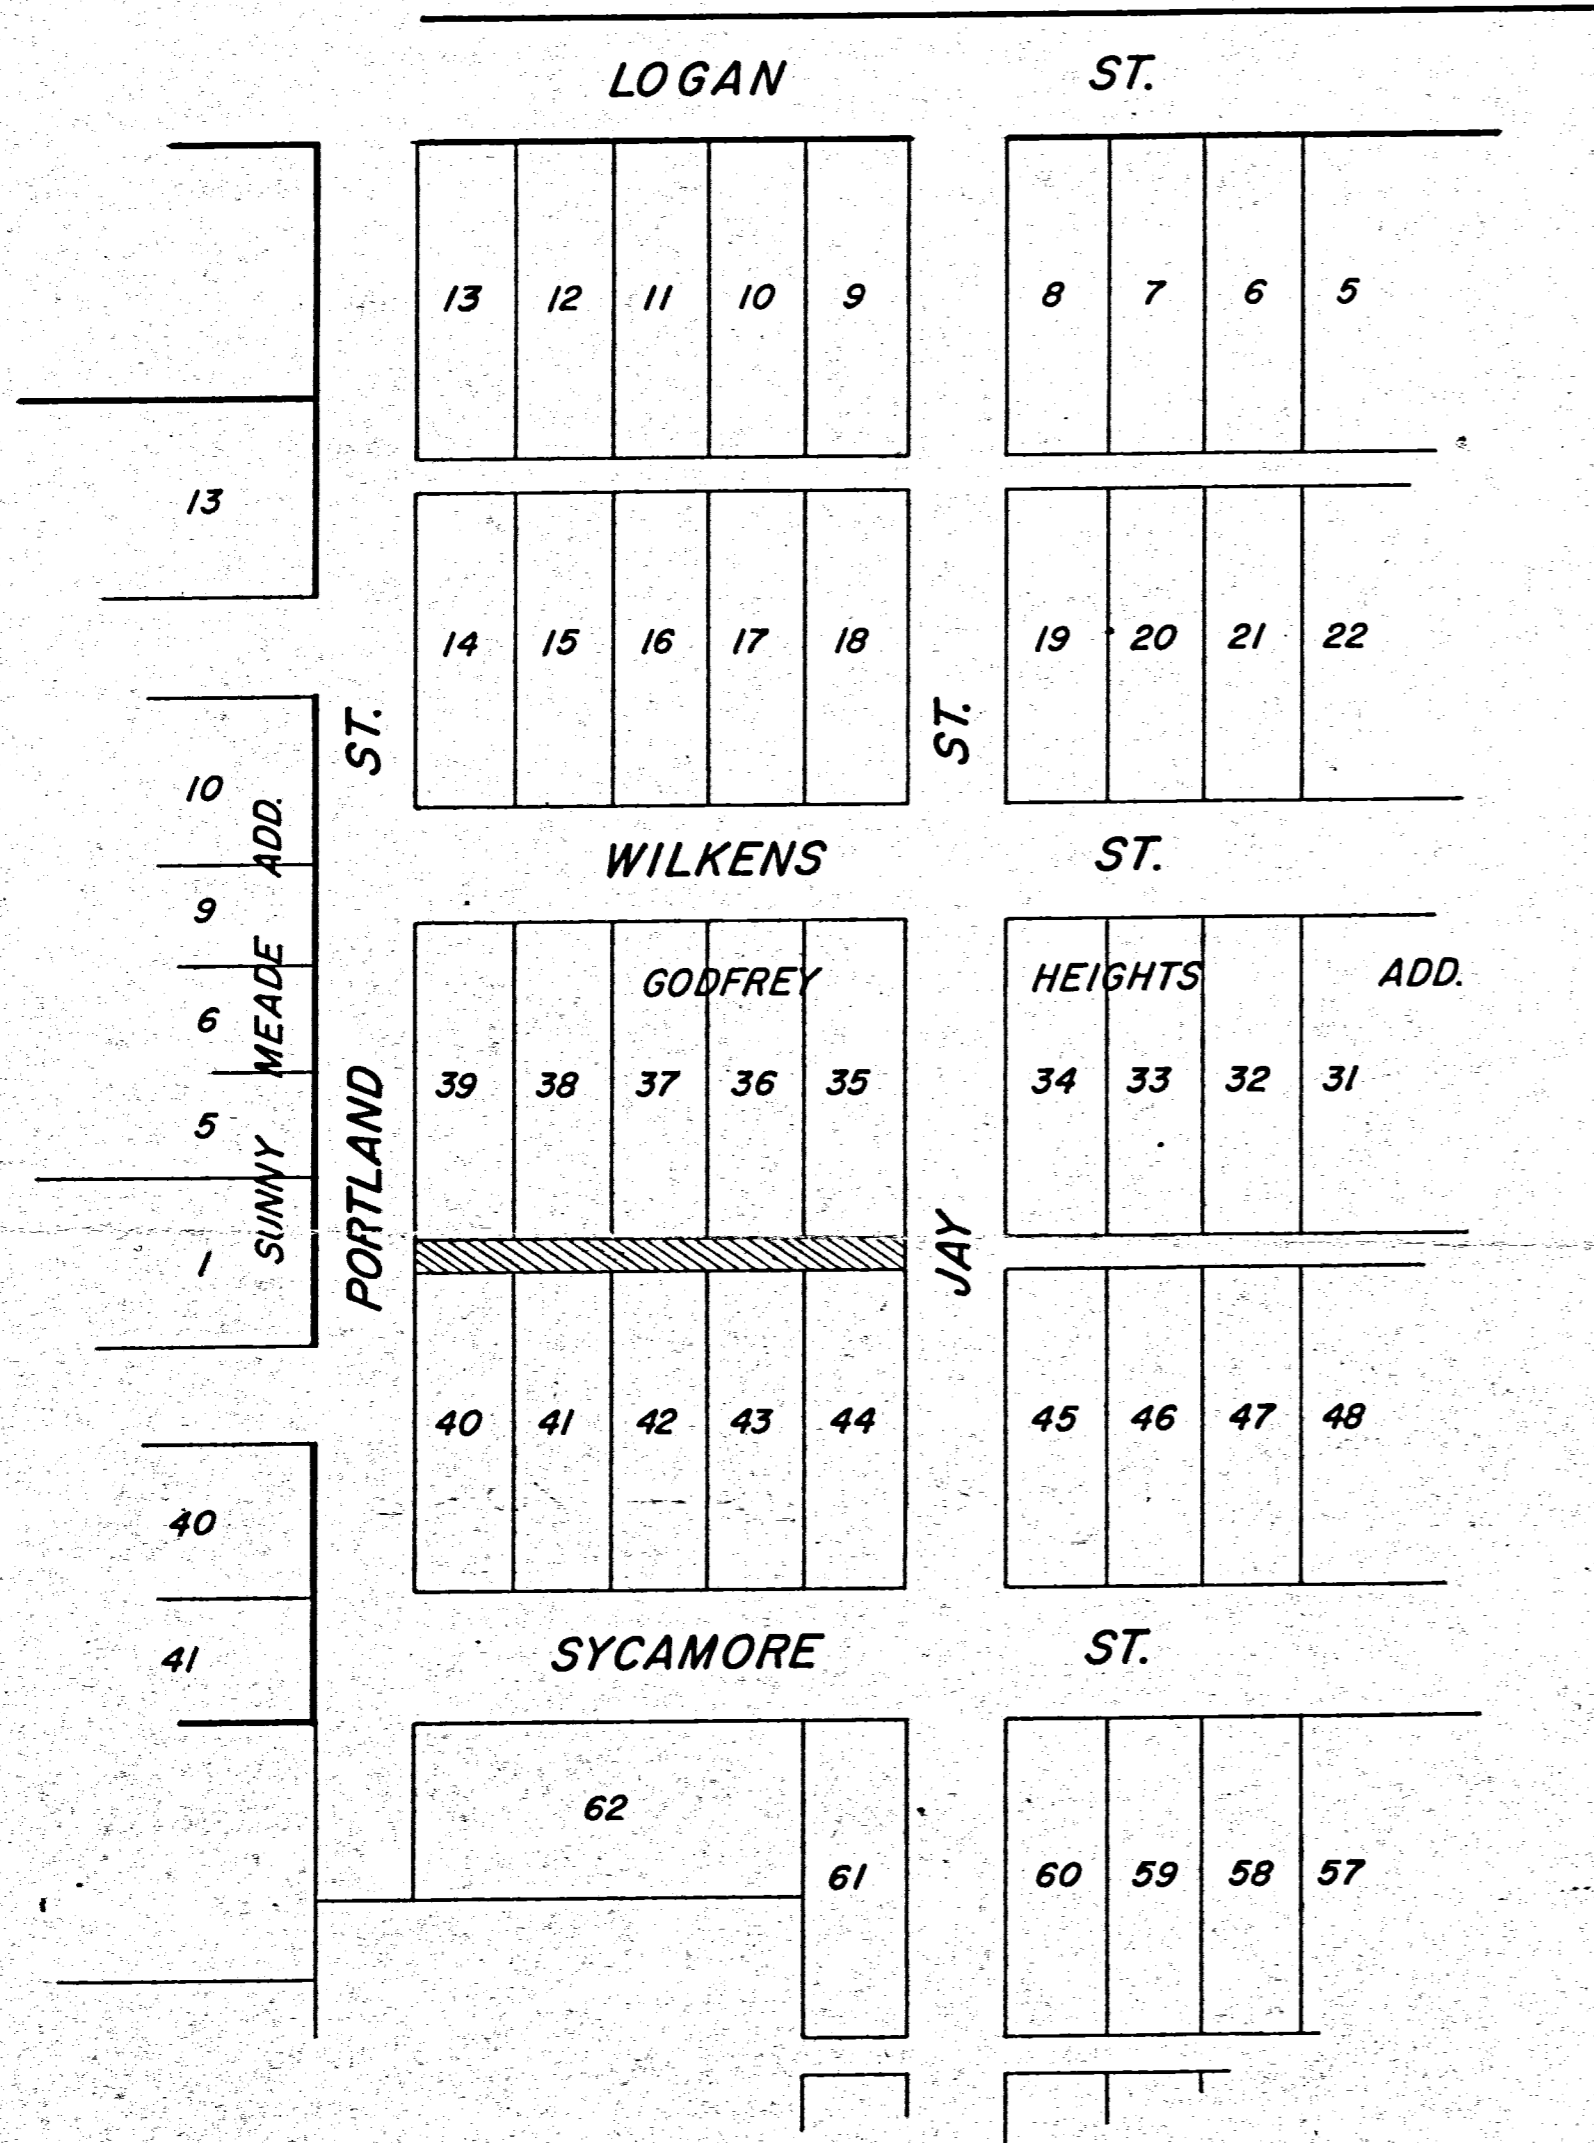 LOGAN ST.
13 12 11 10 9 8 7 6 5
13
14 15 16 17 18 19 20 21 22
PORTLAND ST.
JAY ST.
SUNNY MEADE ADD.
10
9
6
5
1
WILKENS ST.
GODFREY HEIGHTS ADD.
39 38 37 36 35 34 33 32 31
40 41 42 43 44 45 46 47 48
40
41
SYCAMORE ST.
62
61 60 59 58 57